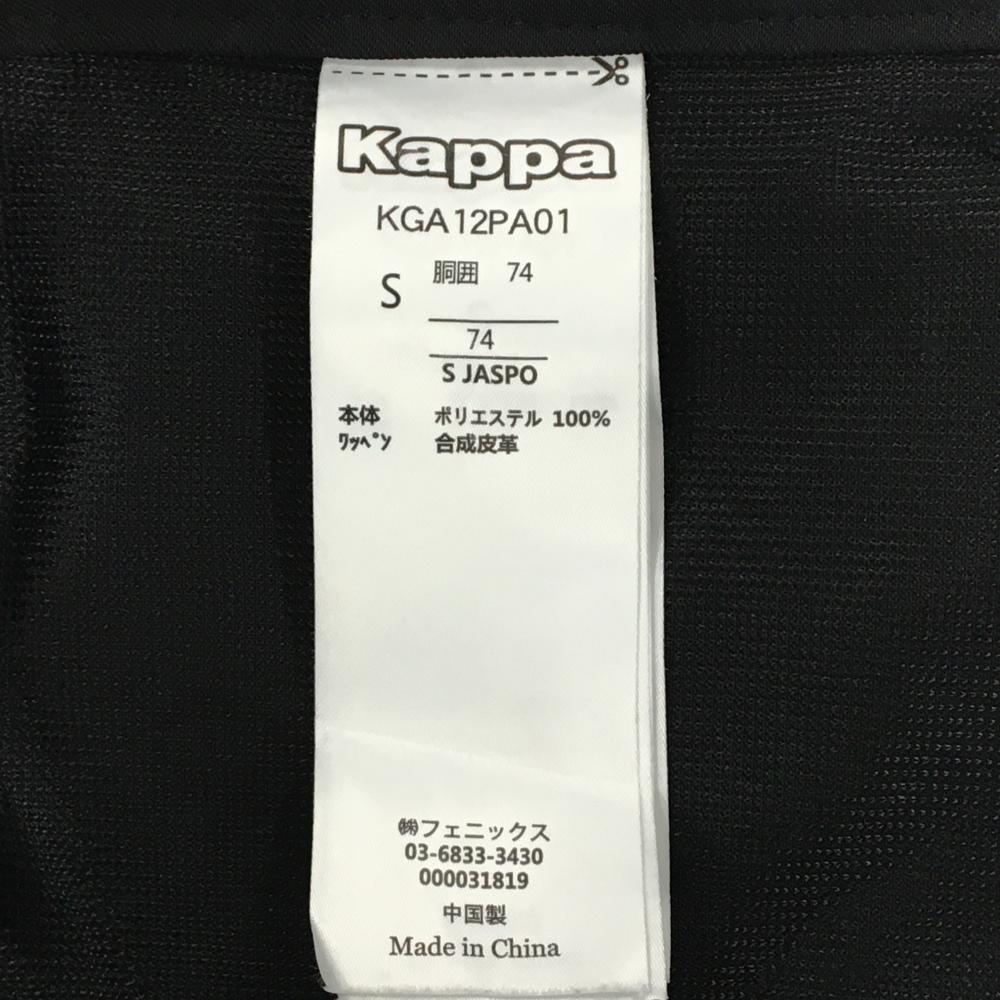 Kappa
KGA12PA01
S 胴囲 74
74
S JASPO
本体 ポリエステル 100%
ﾜｯﾍﾟﾝ 合成皮革
㈱フェニックス
03-6833-3430
000031819
中国製
Made in China